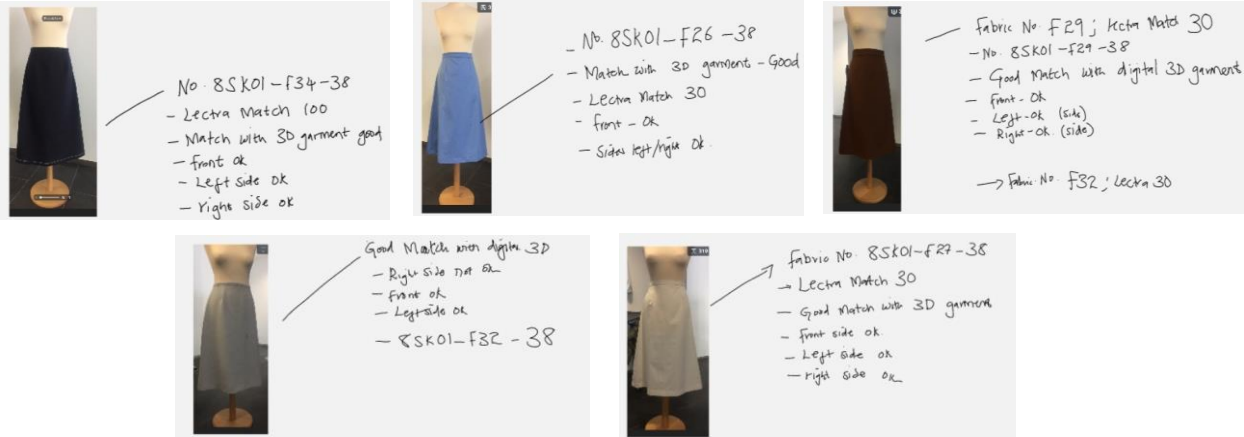 No. 8SK01-F34-38
- Lectra Match 100
- Match with 3D garment good
- front ok
- Left side ok
- right side ok
- No. 8SK01-F26-38
- Match with 3D garment - Good
- Lectra Match 30
- front - OK
- Sides left/right OK.
Fabric No. F29; Lectra Match 30
- No. 8SK01-F29-38
- Good Match with digital 3D garment
- front - OK
- Left - OK (side)
- Right - OK. (side)
→ Fabric No. F32; Lectra 30
Good Match with digital 3D
- Right side not ok
- Front ok
- Left side ok
- 8SK01-F32-38
Fabric No. 8SK01-F27-38
→ Lectra Match 30
- Good Match with 3D garment
- front side ok.
- Left side ok
- right side ok